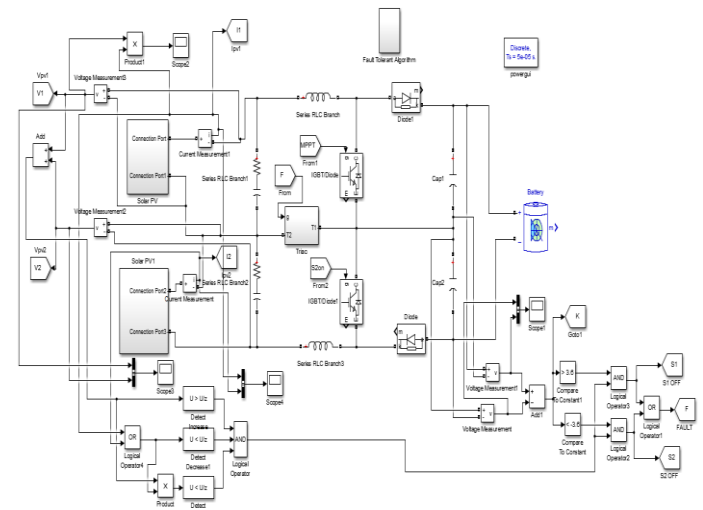 I1
Ipv1
X
Product1
Scope2
Fault Tolerant Algorithm
Discrete,
Ts = 5e-05 s.
powergui
Vpv1
V1
Voltage Measurement3
+
-
v
Add
Connection Port
Connection Port1
Solar PV
i
+
-
Current Measurement1
Series RLC Branch
Series RLC Branch1
m
Diode1
MPPT
From1
F
From
IGBT/Diode
g
T2
T1
Triac
Cap1
Battery
+
-
m
Voltage Measurement2
+
-
v
Vpv2
V2
Solar PV1
Connection Port2
Connection Port3
Current Measurement
I2
Ipv2
Series RLC Branch2
S2on
From2
IGBT/Diode1
Cap2
m
Diode
Series RLC Branch3
Scope1
K
Goto1
Scope3
Scope4
+
-
v
Voltage Measurement1
+
-
v
Voltage Measurement
Add1
> 3.6
Compare
To Constant1
< -3.6
Compare
To Constant
AND
Logical
Operator3
AND
Logical
Operator2
OR
Logical
Operator1
S1
S1 OFF
F
FAULT
S2
S2 OFF
U > U/z
Detect
Increase
OR
Logical
Operator4
U < U/z
Detect
Decrease1
AND
Logical
Operator
X
Product
U < U/z
Detect